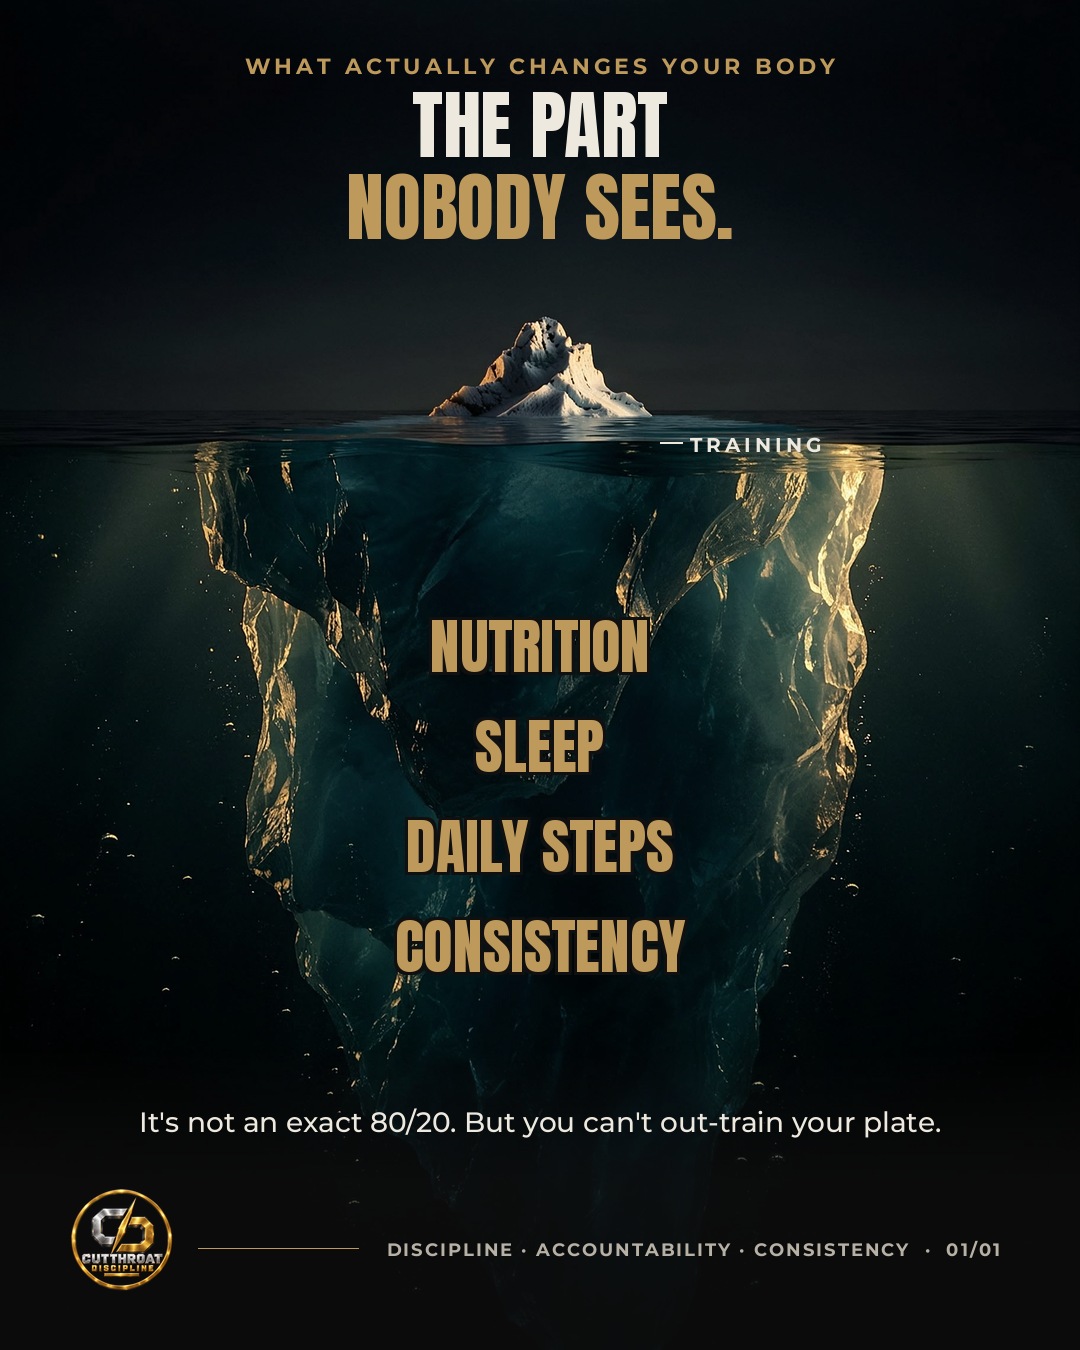 WHAT ACTUALLY CHANGES YOUR BODY
THE PART
NOBODY SEES.
TRAINING
NUTRITION
SLEEP
DAILY STEPS
CONSISTENCY
It's not an exact 80/20. But you can't out-train your plate.
CUTTHROAT
DISCIPLINE
DISCIPLINE · ACCOUNTABILITY · CONSISTENCY · 01/01